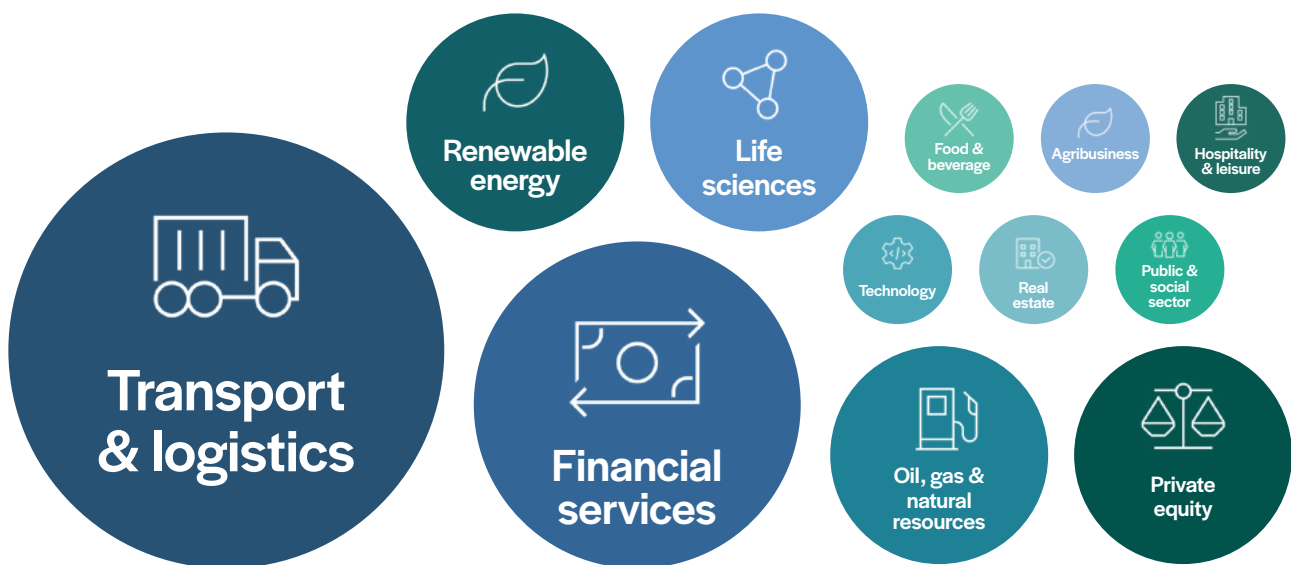 Transport
& logistics
Renewable
energy
Life
sciences
Financial
services
Food &
beverage
Agribusiness
Hospitality
& leisure
Technology
Real
estate
Public &
social
sector
Oil, gas &
natural
resources
Private
equity